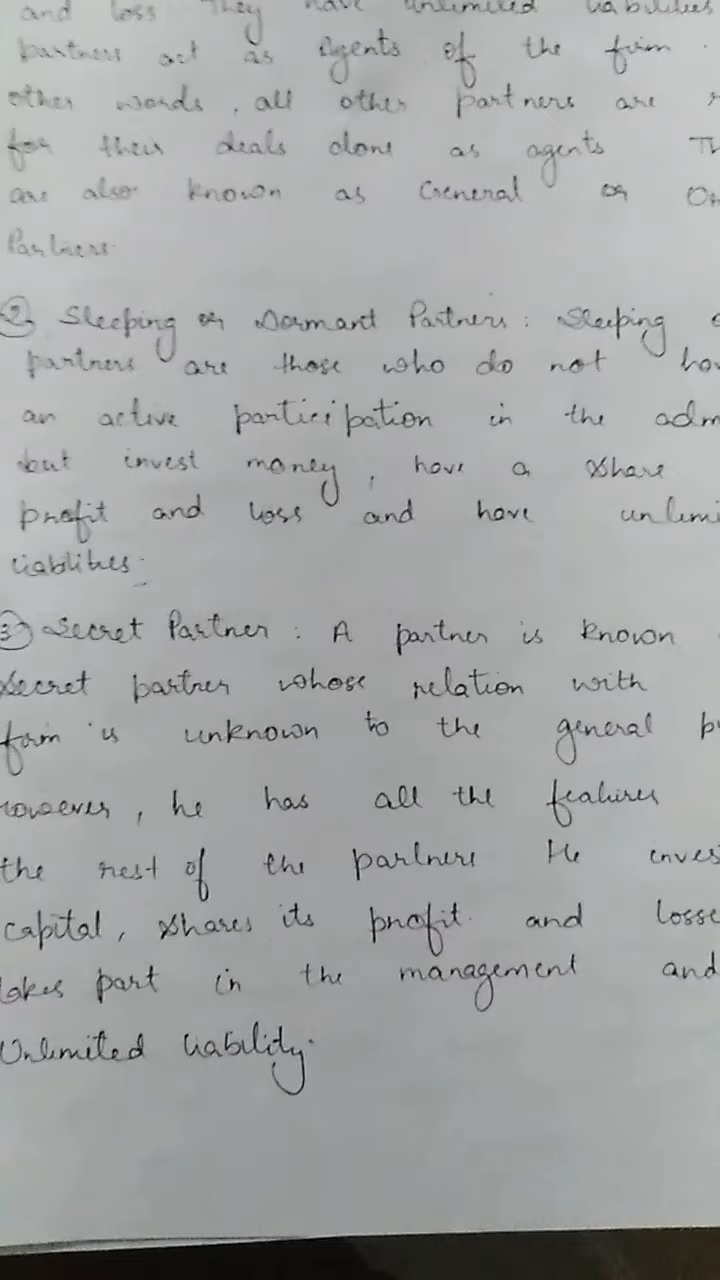 and loss They have unlimited liabilities
partners act as Agents of the firm.
other words, all other partners are
for their deals done as agents
are also known as General or
Partners.
② Sleeping or Dormant Partners : Sleeping
partners are those who do not
an active participation in the
but invest money, have a share
profit and loss and have
liablities.
③ Secret Partner : A partner is known
secret partner whose relation with
firm is unknown to the general
however, he has all the features
the rest of the partners He
capital, shares its profit and
takes part in the management and
Unlimited liability.